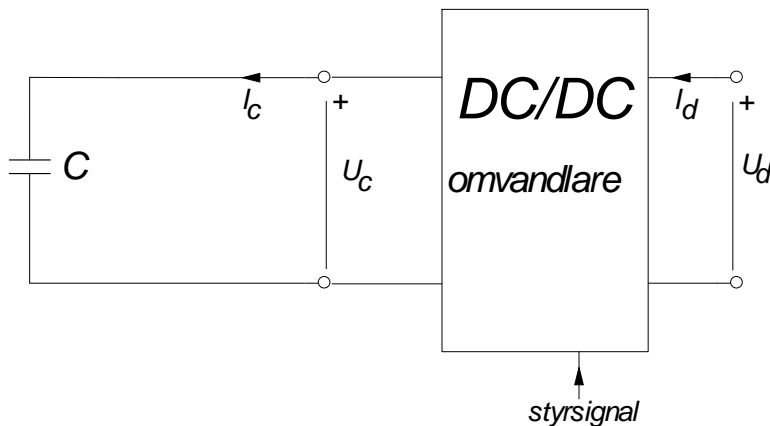 DC/DC
omvandlare
I_c
+
U_c
C
I_d
+
U_d
styrsignal